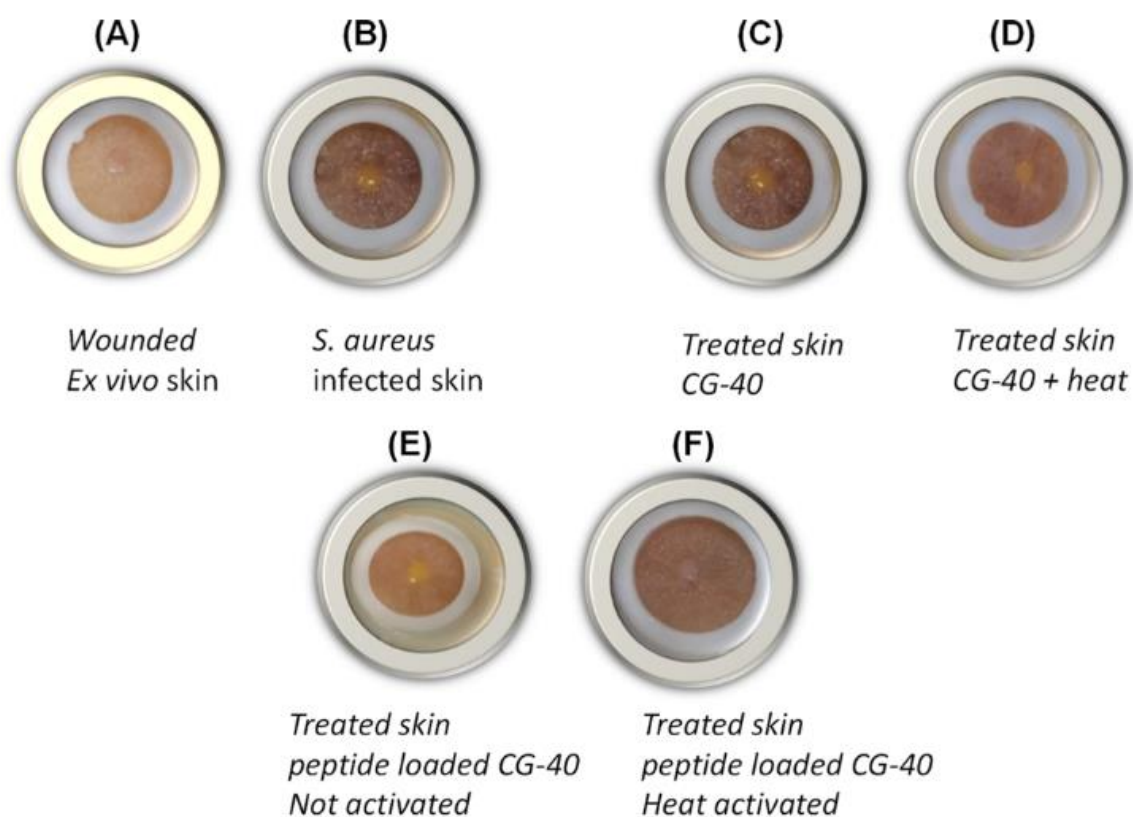 (A)
(B)
(C)
(D)
Wounded
Ex vivo skin
S. aureus
infected skin
Treated skin
CG-40
Treated skin
CG-40 + heat
(E)
(F)
Treated skin
peptide loaded CG-40
Not activated
Treated skin
peptide loaded CG-40
Heat activated